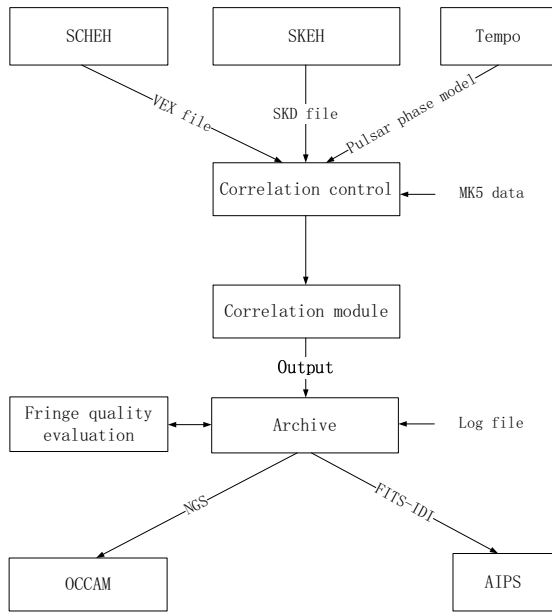 SCHEH
SKEH
Tempo
VEX file
SKD file
Pulsar phase model
Correlation control
MK5 data
Correlation module
Output
Fringe quality
evaluation
Archive
Log file
NGS
FITS-IDI
OCCAM
AIPS